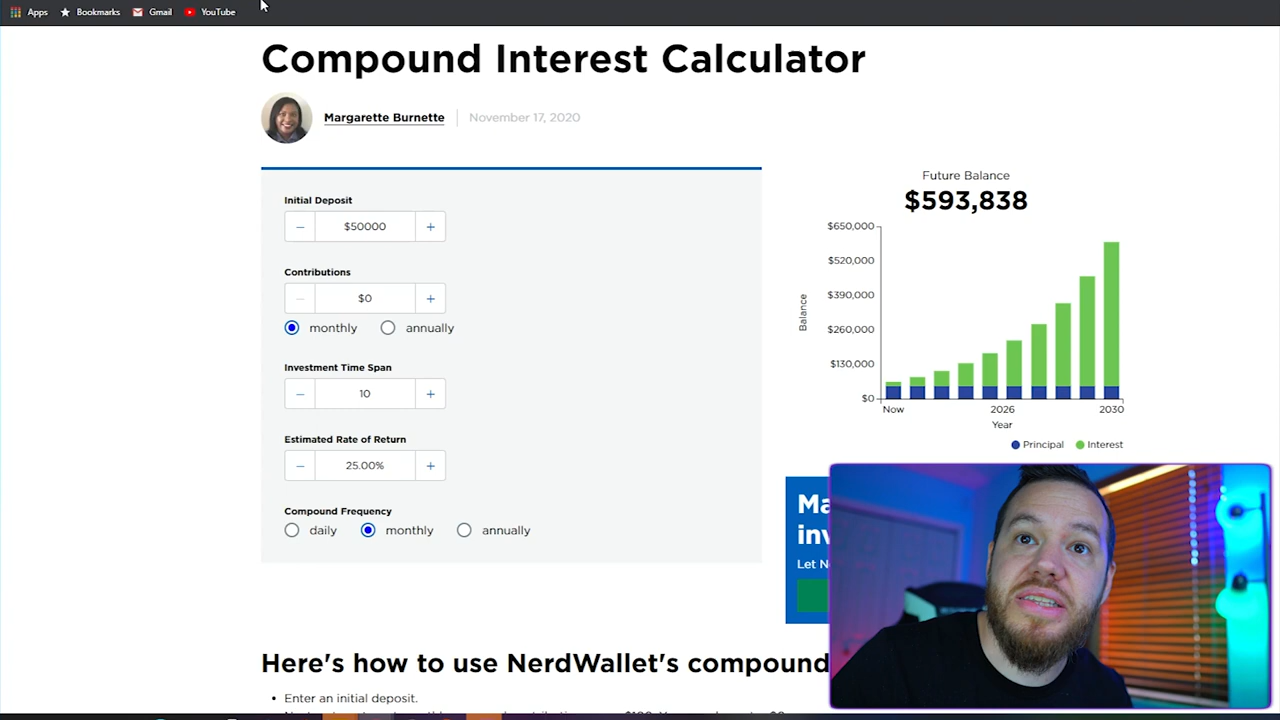 Apps Bookmarks Gmail YouTube
Compound Interest Calculator
Margarette Burnette November 17, 2020
Initial Deposit
− $50000 +
Contributions
− $0 +
monthly annually
Investment Time Span
− 10 +
Estimated Rate of Return
− 25.00% +
Compound Frequency
daily monthly annually
Future Balance
$593,838
$650,000
$520,000
$390,000
$260,000
$130,000
$0
Balance
Now 2026 2030
Year
Principal Interest
Let
Here's how to use NerdWallet's compound
• Enter an initial deposit.